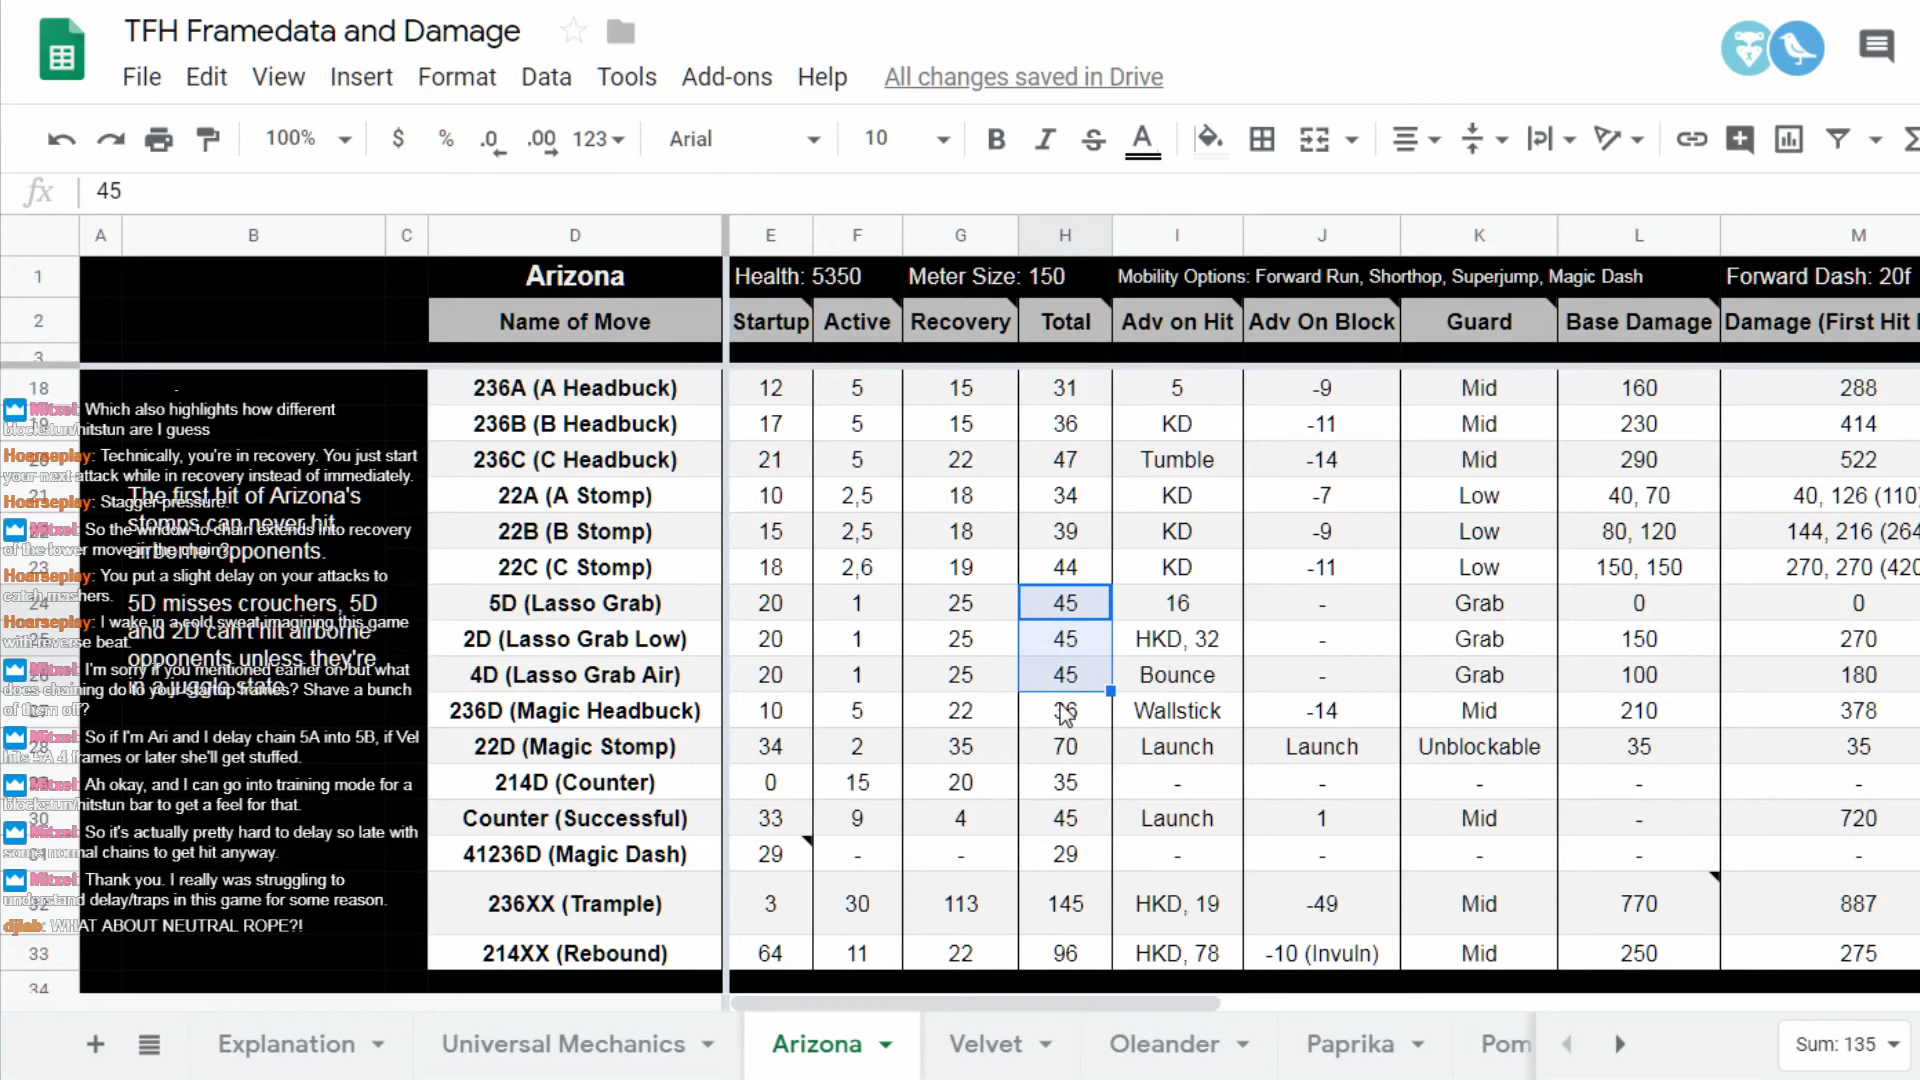 TFH Framedata and Damage
File Edit View Insert Format Data Tools Add-ons Help All changes saved in Drive
100% $ % .0 .00 123 Arial 10 B I S A
fx 45
A B C D E F G H I J K L M
1 Arizona Health: 5350 Meter Size: 150 Mobility Options: Forward Run, Shorthop, Superjump, Magic Dash Forward Dash: 20f
2 Name of Move Startup Active Recovery Total Adv on Hit Adv On Block Guard Base Damage Damage (First Hit
3
18 236A (A Headbuck) 12 5 15 31 5 -9 Mid 160 288
19 236B (B Headbuck) 17 5 15 36 KD -11 Mid 230 414
20 236C (C Headbuck) 21 5 22 47 Tumble -14 Mid 290 522
21 22A (A Stomp) 10 2,5 18 34 KD -7 Low 40, 70 40, 126 (110)
22 22B (B Stomp) 15 2,5 18 39 KD -9 Low 80, 120 144, 216 (264
23 22C (C Stomp) 18 2,6 19 44 KD -11 Low 150, 150 270, 270 (420
24 5D (Lasso Grab) 20 1 25 45 16 - Grab 0 0
25 2D (Lasso Grab Low) 20 1 25 45 HKD, 32 - Grab 150 270
26 4D (Lasso Grab Air) 20 1 25 45 Bounce - Grab 100 180
27 236D (Magic Headbuck) 10 5 22 36 Wallstick -14 Mid 210 378
28 22D (Magic Stomp) 34 2 35 70 Launch Launch Unblockable 35 35
214D (Counter) 0 15 20 35 - - - - -
30 Counter (Successful) 33 9 4 45 Launch 1 Mid - 720
31 41236D (Magic Dash) 29 - - 29 - - - - -
32 236XX (Trample) 3 30 113 145 HKD, 19 -49 Mid 770 887
33 214XX (Rebound) 64 11 22 96 HKD, 78 -10 (Invuln) Mid 250 275
34
The first hit of Arizona's
stomps can never hit
airborne opponents.
5D misses crouchers, 5D
and 2D can't hit airborne
opponents unless they're
in a juggle state.
Mitzel: Which also highlights how different
blockstun/hitstun are I guess
Hoarseplay: Technically, you're in recovery. You just start
your next attack while in recovery instead of immediately.
Hoarseplay: Stagger pressure.
Mitzel: So the window to chain extends into recovery
of the lower move in the chain?
Hoarseplay: You put a slight delay on your attacks to
catch mashers.
Hoarseplay: I wake in a cold sweat imagining this game
with reverse beat.
Mitzel: I'm sorry if you mentioned earlier on but what
does chaining do to your startup frames? Shave a bunch
of them off?
Mitzel: So if I'm Ari and I delay chain 5A into 5B, if Vel
hits 5A 4 frames or later she'll get stuffed.
Mitzel: Ah okay, and I can go into training mode for a
blockstun/hitstun bar to get a feel for that.
Mitzel: So it's actually pretty hard to delay so late with
some normal chains to get hit anyway.
Mitzel: Thank you. I really was struggling to
understand delay/traps in this game for some reason.
djlab: WHAT ABOUT NEUTRAL ROPE?!
Explanation Universal Mechanics Arizona Velvet Oleander Paprika Pom Sum: 135